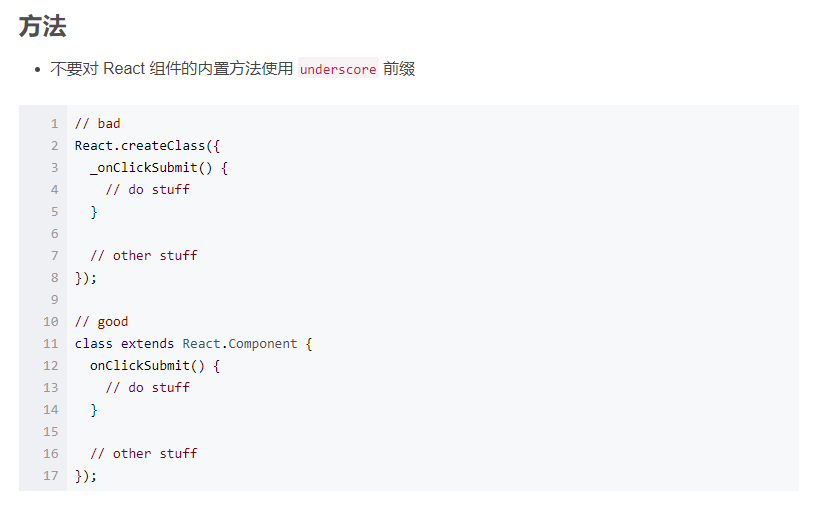 方法
不要对 React 组件的内置方法使用 underscore 前缀
1 // bad
2 React.createClass({
3   _onClickSubmit() {
4     // do stuff
5   }
6
7   // other stuff
8 });
9
10 // good
11 class extends React.Component {
12   onClickSubmit() {
13     // do stuff
14   }
15
16   // other stuff
17 });